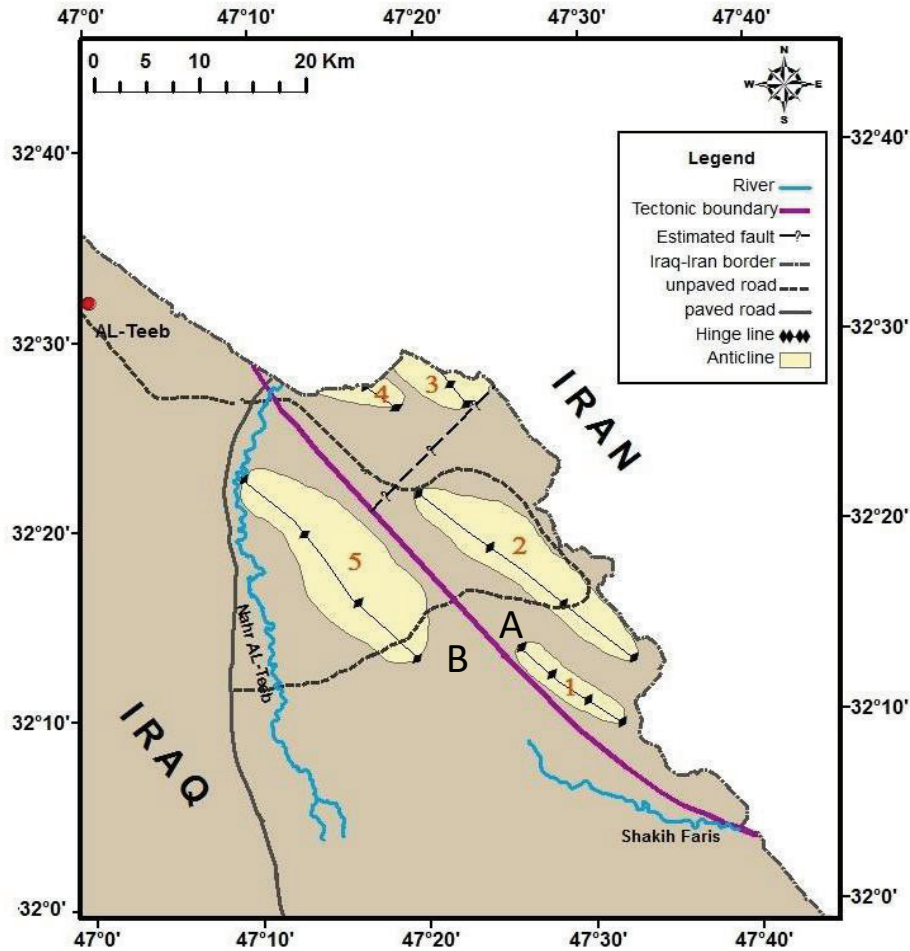 47°0' 47°10' 47°20' 47°30' 47°40'
0 5 10 20 Km
N
W E
S
32°40' 32°40'
Legend
River
Tectonic boundary
Estimated fault
?
Iraq-Iran border
unpaved road
paved road
Hinge line
Anticline
AL-Teeb
32°30' 32°30'
4 3
IRAN
?
?
?
32°20' 32°20'
2
5
A
B
Nahr AL-Teeb
1
32°10' 32°10'
IRAQ
Shakih Faris
32°0' 32°0'
47°0' 47°10' 47°20' 47°30' 47°40'